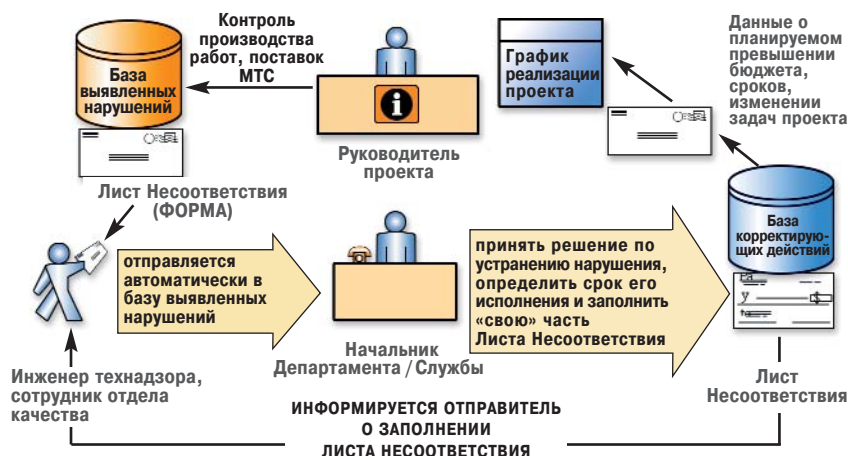 Контроль
производства
работ, поставок
МТС
База
выявленных
нарушений
График
реализации
проекта
Данные о
планируемом
превышении
бюджета,
сроков,
изменении
задач проекта
Руководитель
проекта
Лист Несоответствия
(ФОРМА)
База
корректирую-
щих действий
отправляется
автоматически в
базу выявленных
нарушений
принять решение по
устранению нарушения,
определить срок его
исполнения и заполнить
«свою» часть
Листа Несоответствия
Начальник
Департамента / Службы
Инженер технадзора,
сотрудник отдела
качества
Лист
Несоответствия
ИНФОРМИРУЕТСЯ ОТПРАВИТЕЛЬ
О ЗАПОЛНЕНИИ
ЛИСТА НЕСООТВЕТСТВИЯ